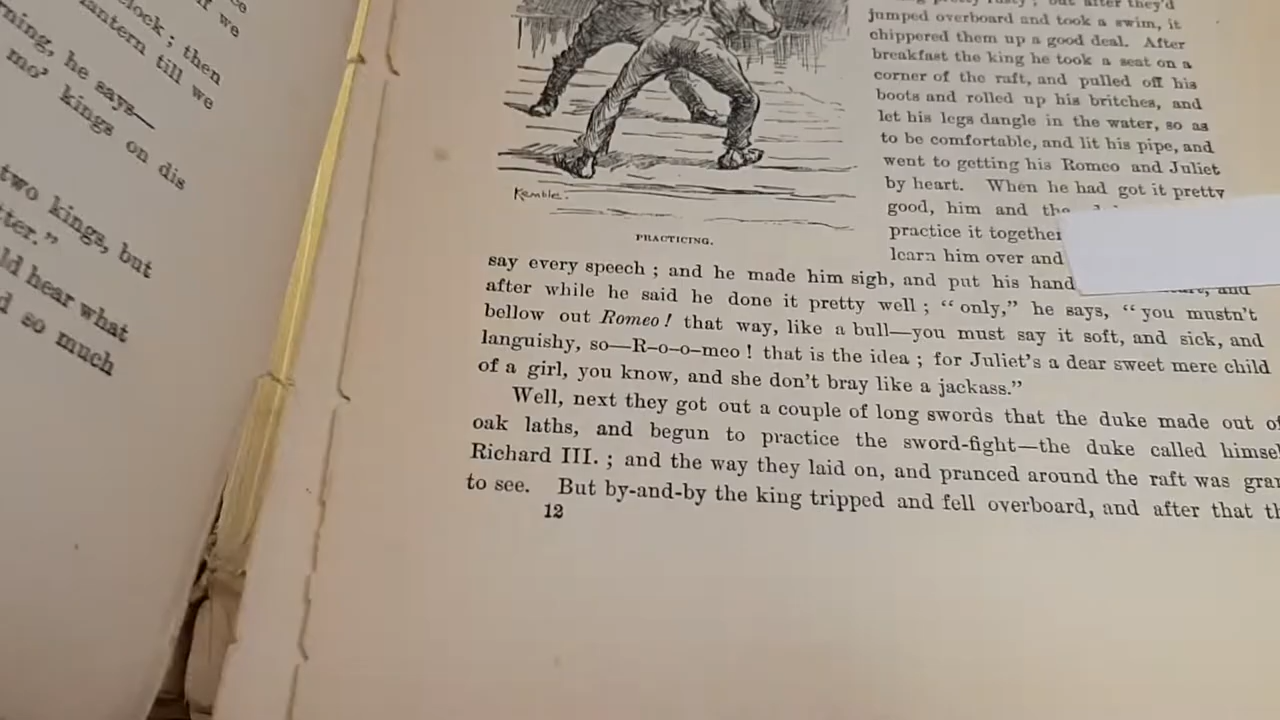 clock ; then
lantern till we
ning, he says—
mo' kings on dis
two kings, but
tter."
ld hear what
d so much
Kemble.
PRACTICING.
jumped overboard and took a swim, it
chippered them up a good deal. After
breakfast the king he took a seat on a
corner of the raft, and pulled off his
boots and rolled up his britches, and
let his legs dangle in the water, so as
to be comfortable, and lit his pipe, and
went to getting his Romeo and Juliet
by heart. When he had got it pretty
good, him and the
practice it together
learn him over and
say every speech ; and he made him sigh, and put his hand and
after while he said he done it pretty well ; "only," he says, "you mustn't
bellow out Romeo! that way, like a bull—you must say it soft, and sick, and
languishy, so—R-o-o-meo! that is the idea ; for Juliet's a dear sweet mere child
of a girl, you know, and she don't bray like a jackass."
Well, next they got out a couple of long swords that the duke made out of
oak laths, and begun to practice the sword-fight—the duke called himse
Richard III. ; and the way they laid on, and pranced around the raft was gran
to see. But by-and-by the king tripped and fell overboard, and after that th
12